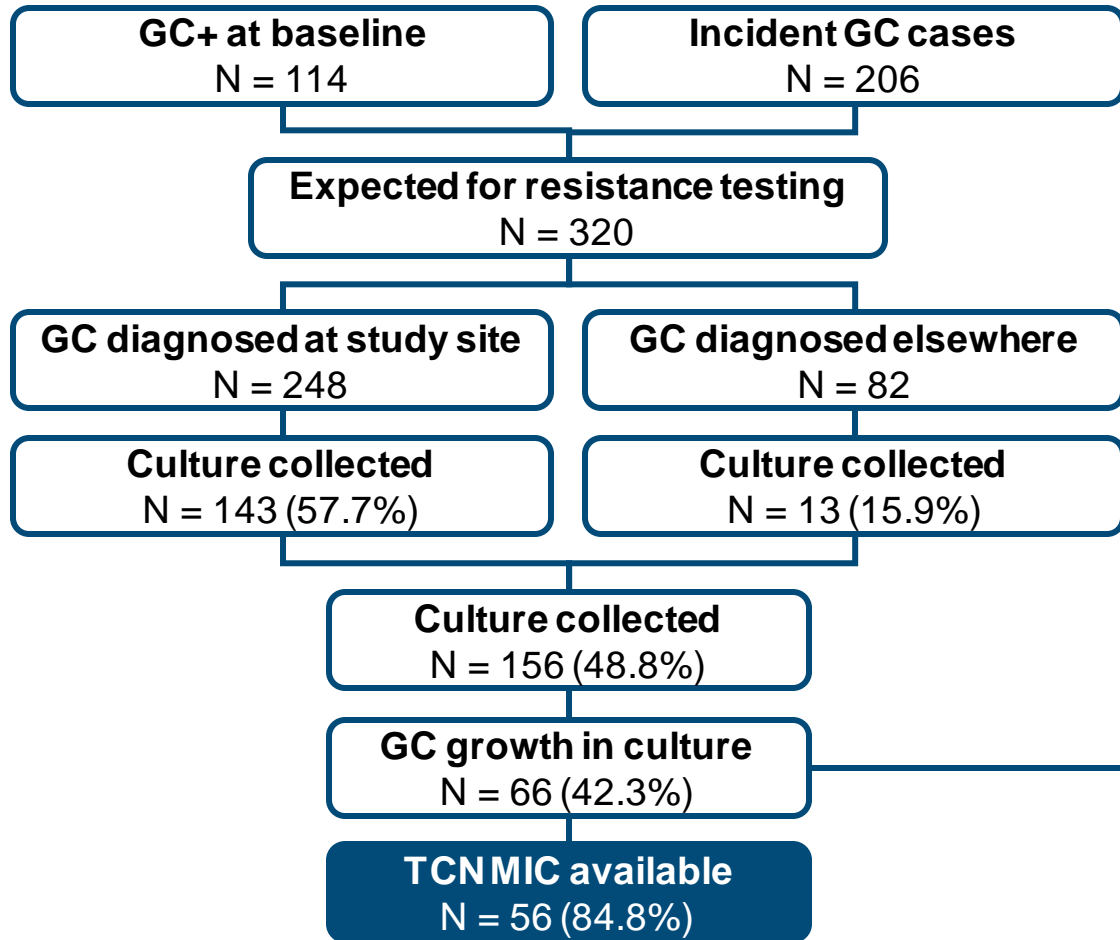 GC+ at baseline
N = 114
Incident GC cases
N = 206
Expected for resistance testing
N = 320
GC diagnosed at study site
N = 248
GC diagnosed elsewhere
N = 82
Culture collected
N = 143 (57.7%)
Culture collected
N = 13 (15.9%)
Culture collected
N = 156 (48.8%)
GC growth in culture
N = 66 (42.3%)
TCN MIC available
N = 56 (84.8%)